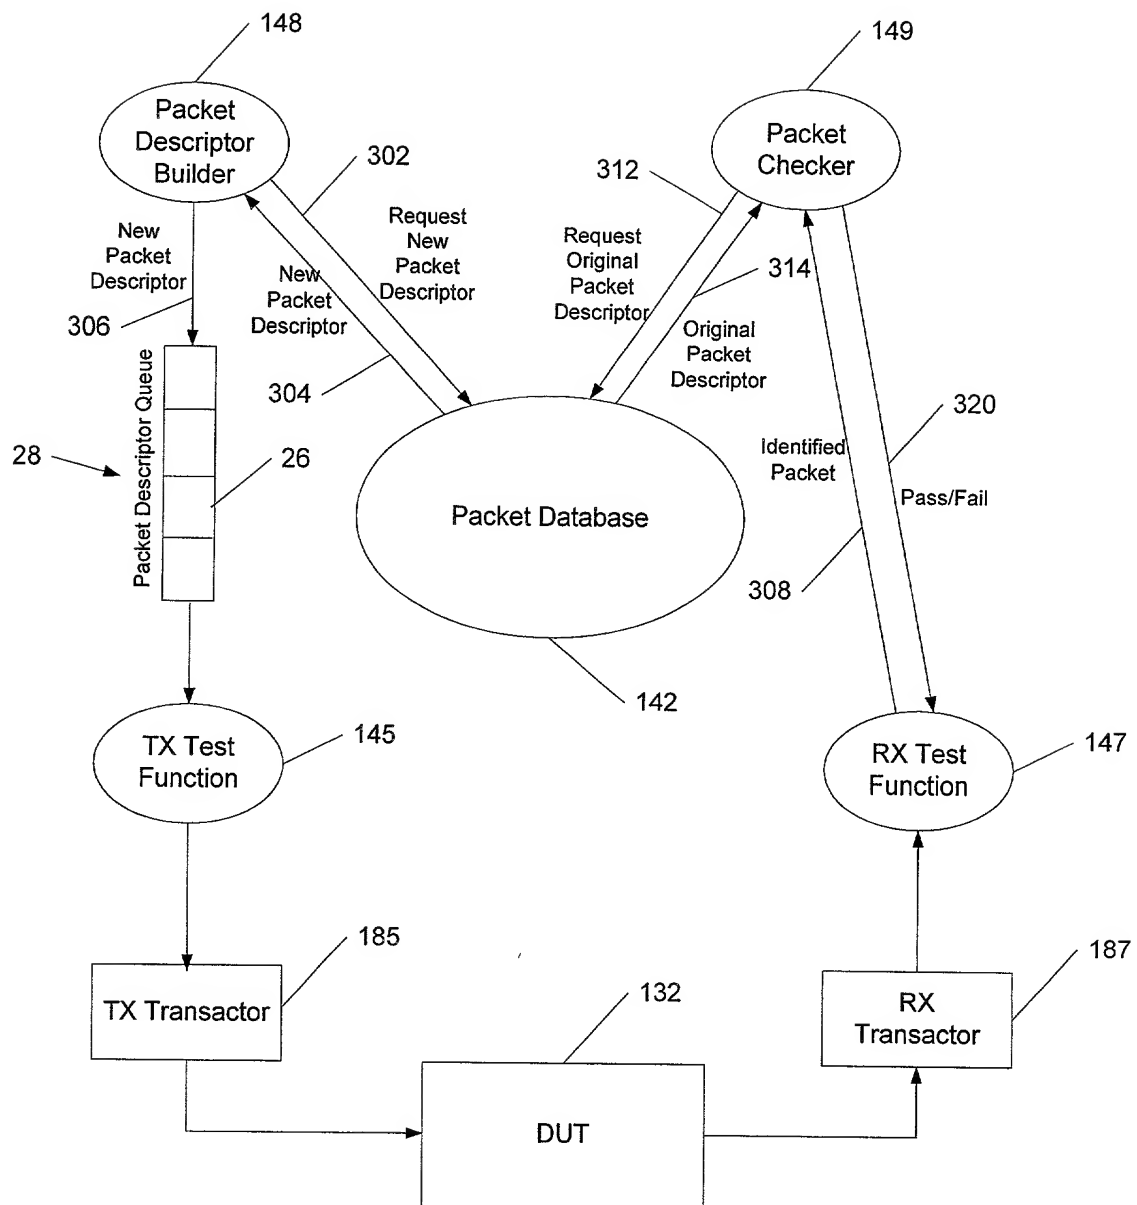 148
149
Packet
Descriptor
Builder
Packet
Checker
302
312
New
Packet
Descriptor
Request
New
Packet
Descriptor
Request
Original
Packet
Descriptor
314
New
Packet
Descriptor
306
Original
Packet
Descriptor
304
320
Packet Descriptor Queue
28
26
Identified
Packet
Pass/Fail
Packet Database
308
142
TX Test
Function
145
RX Test
Function
147
185
187
TX Transactor
132
RX
Transactor
DUT